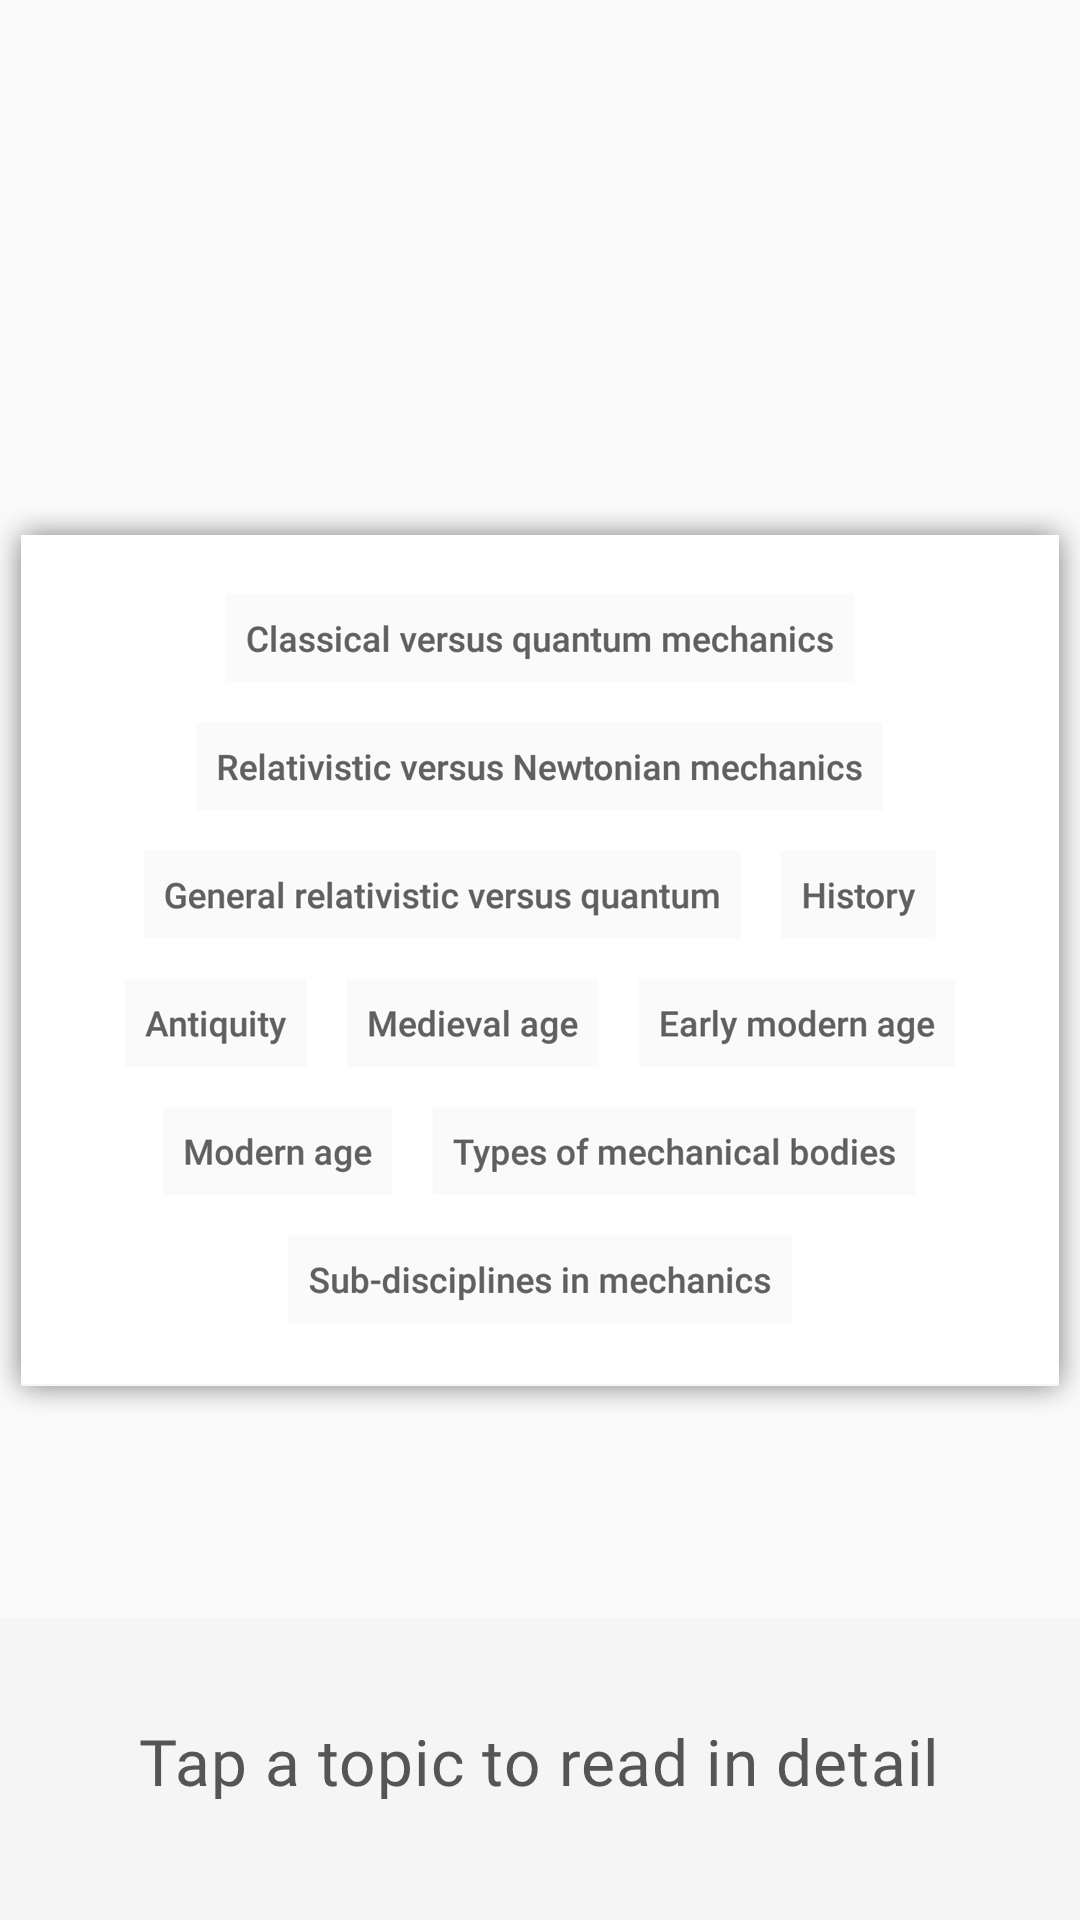 Classical versus quantum mechanics
Relativistic versus Newtonian mechanics
General relativistic versus quantum History
Antiquity Medieval age Early modern age
Modern age Types of mechanical bodies
Sub-disciplines in mechanics
Tap a topic to read in detail